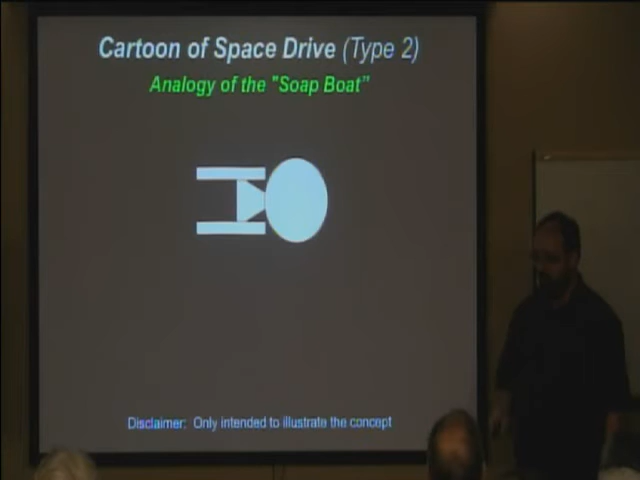 Cartoon of Space Drive (Type 2)
Analogy of the "Soap Boat"
Disclaimer: Only intended to illustrate the concept